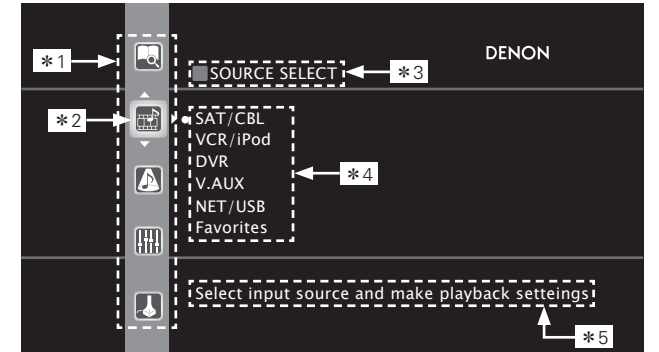 DENON
✽1
SOURCE SELECT
✽3
✽2
SAT/CBL
VCR/iPod
DVR
V.AUX
NET/USB
Favorites
✽4
Select input source and make playback setteings
✽5